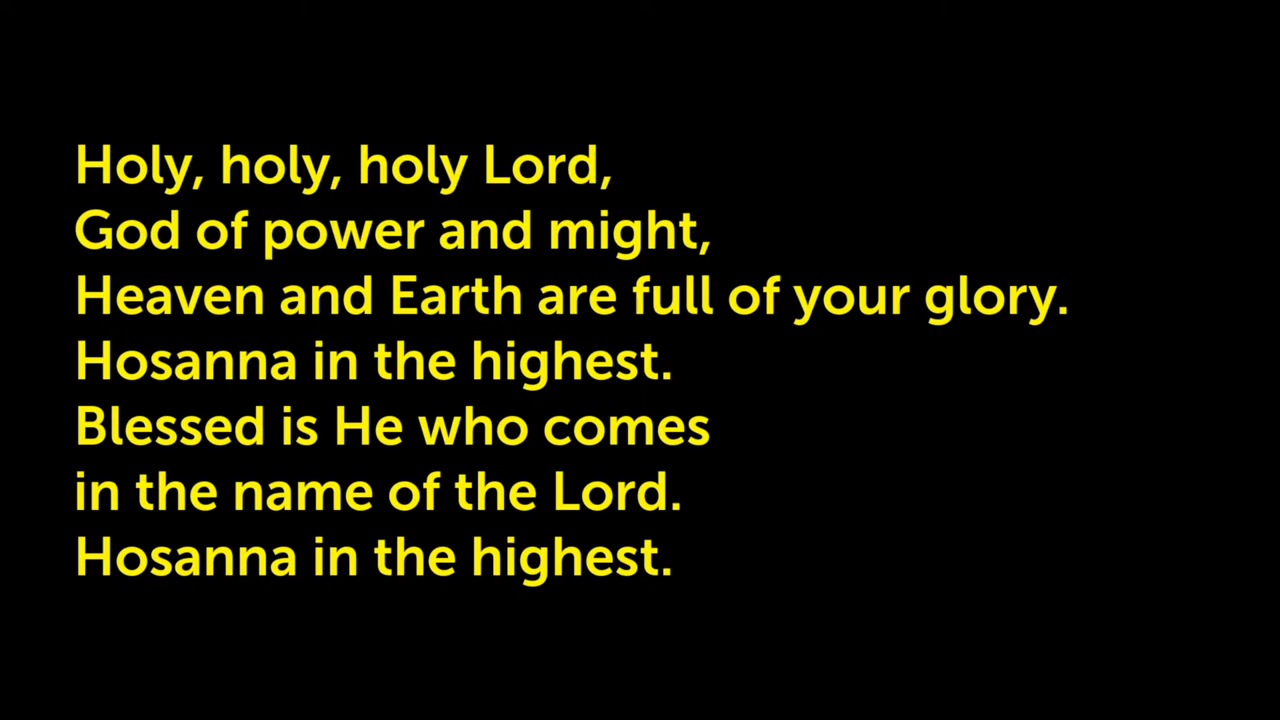 Holy, holy, holy Lord,
God of power and might,
Heaven and Earth are full of your glory.
Hosanna in the highest.
Blessed is He who comes
in the name of the Lord.
Hosanna in the highest.